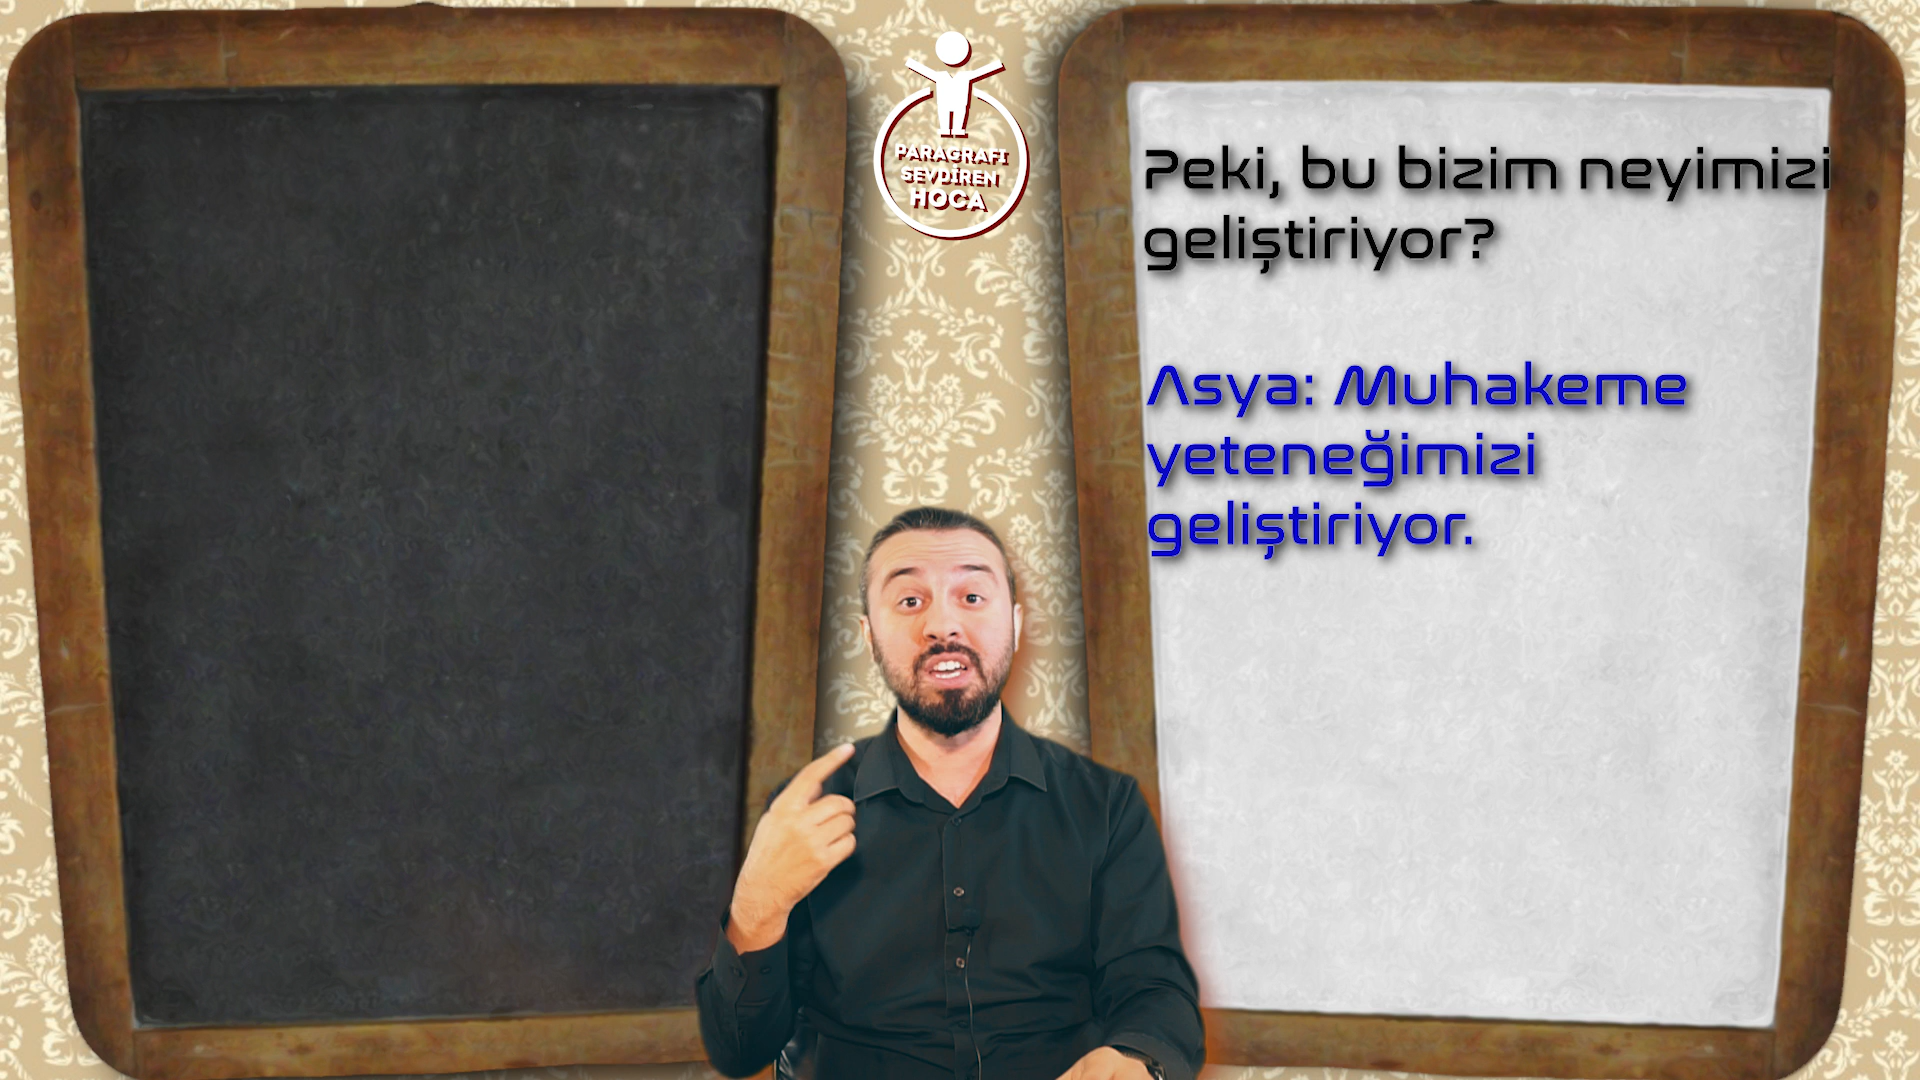 PARAGRAFI
SEVDİREN
HOCA
Peki, bu bizim neyimizi
geliştiriyor?
Asya: Muhakeme
yeteneğimizi
geliştiriyor.